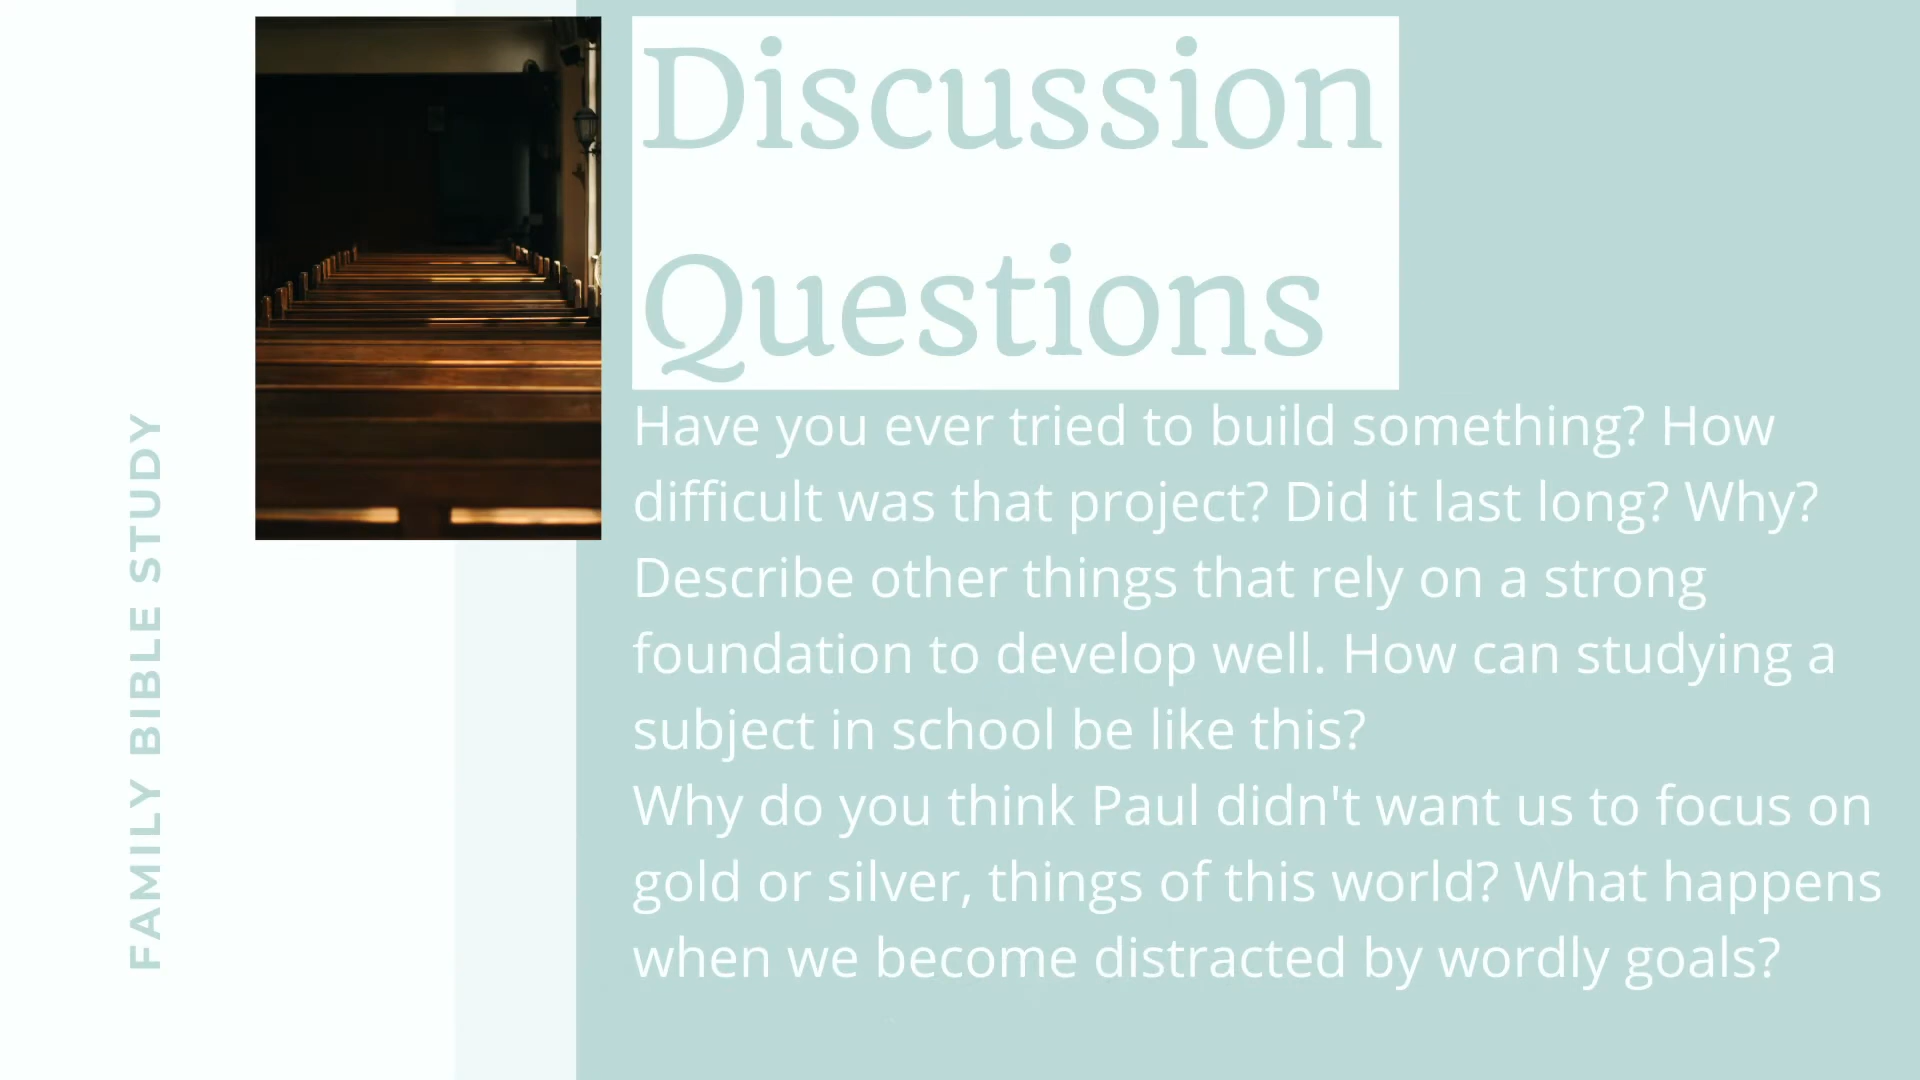 Discussion
Questions
Have you ever tried to build something? How
difficult was that project? Did it last long? Why?
Describe other things that rely on a strong
foundation to develop well. How can studying a
subject in school be like this?
Why do you think Paul didn't want us to focus on
gold or silver, things of this world? What happens
when we become distracted by wordly goals?
FAMILY BIBLE STUDY